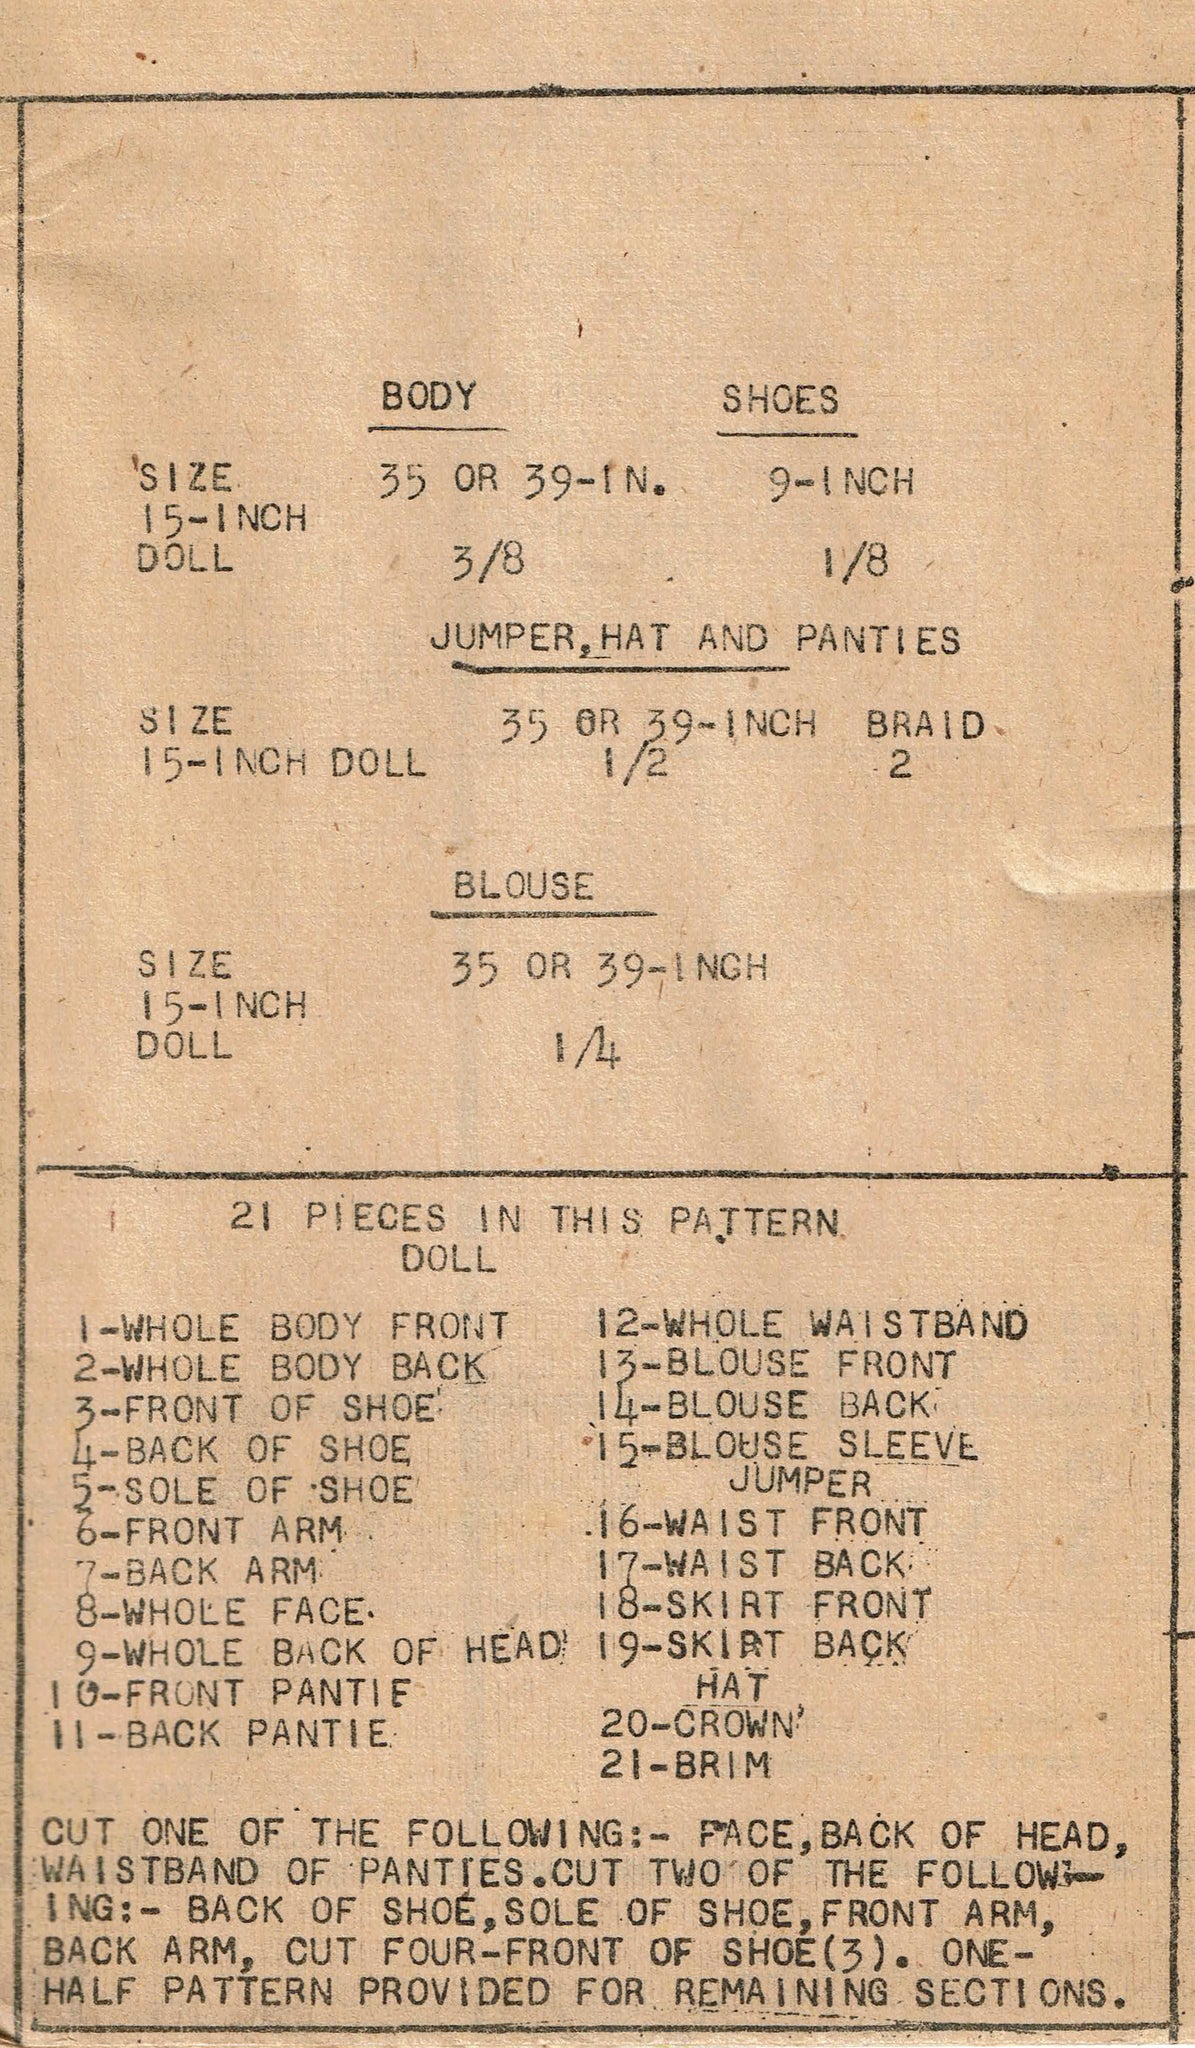 BODY SHOES
SIZE 35 OR 39-IN. 9-INCH
15-INCH
DOLL 3/8 1/8
JUMPER, HAT AND PANTIES
SIZE 35 OR 39-INCH BRAID
15-INCH DOLL 1/2 2
BLOUSE
SIZE 35 OR 39-INGH
15-INCH
DOLL 1/4
21 PIECES IN THIS PATTERN
DOLL
1-WHOLE BODY FRONT
2-WHOLE BODY BACK
3-FRONT OF SHOE
4-BACK OF SHOE
5-SOLE OF SHOE
6-FRONT ARM
7-BACK ARM
8-WHOLE FACE.
9-WHOLE BACK OF HEAD
10-FRONT PANTIE
11-BACK PANTIE
12-WHOLE WAISTBAND
13-BLOUSE FRONT
14-BLOUSE BACK
15-BLOUSE SLEEVE
JUMPER
16-WAIST FRONT
17-WAIST BACK
18-SKIRT FRONT
19-SKIRT BACK
HAT
20-CROWN
21-BRIM
CUT ONE OF THE FOLLOWING:- FACE,BACK OF HEAD,
WAISTBAND OF PANTIES.CUT TWO OF THE FOLLOW-
ING:- BACK OF SHOE,SOLE OF SHOE,FRONT ARM,
BACK ARM, CUT FOUR-FRONT OF SHOE(3). ONE-
HALF PATTERN PROVIDED FOR REMAINING SECTIONS.